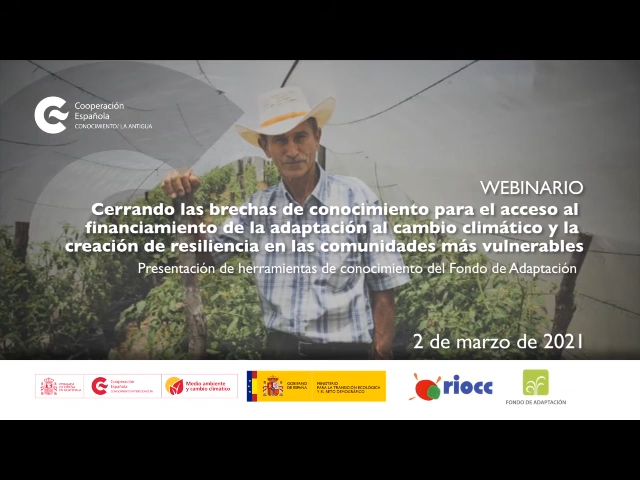 Cooperación
Española
CONOCIMIENTO/ LA ANTIGUA
WEBINARIO
Cerrando las brechas de conocimiento para el acceso al
financiamiento de la adaptación al cambio climático y la
creación de resiliencia en las comunidades más vulnerables
Presentación de herramientas de conocimiento del Fondo de Adaptación
2 de marzo de 2021
Cooperación
Española
Medio ambiente
y cambio climático
GOBIERNO
DE ESPAÑA
MINISTERIO
PARA LA TRANSICIÓN ECOLÓGICA
Y EL RETO DEMOGRÁFICO
riocc
FONDO DE ADAPTACIÓN